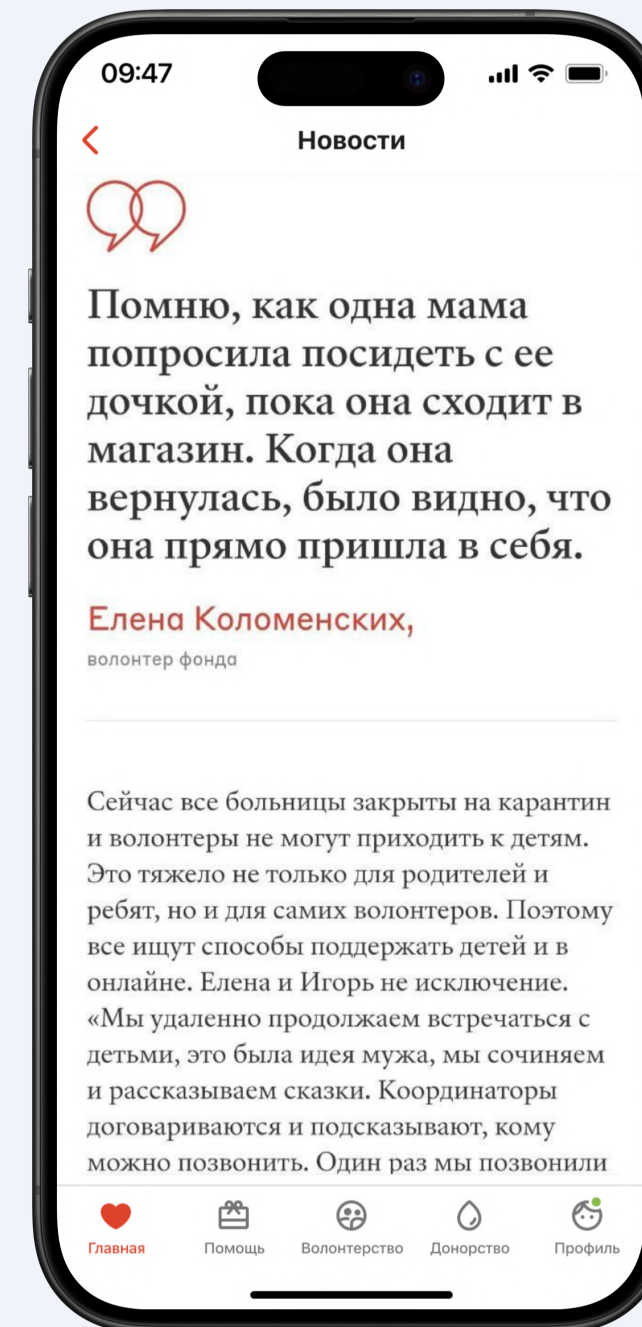 09:47
Новости
Помню, как одна мама
попросила посидеть с ее
дочкой, пока она сходит в
магазин. Когда она
вернулась, было видно, что
она прямо пришла в себя.
Елена Коломенских,
волонтер фонда
Сейчас все больницы закрыты на карантин
и волонтеры не могут приходить к детям.
Это тяжело не только для родителей и
ребят, но и для самих волонтеров. Поэтому
все ищут способы поддержать детей и в
онлайне. Елена и Игорь не исключение.
«Мы удаленно продолжаем встречаться с
детьми, это была идея мужа, мы сочиняем
и рассказываем сказки. Координаторы
договариваются и подсказывают, кому
можно позвонить. Один раз мы позвонили
Главная Помощь Волонтерство Донорство Профиль